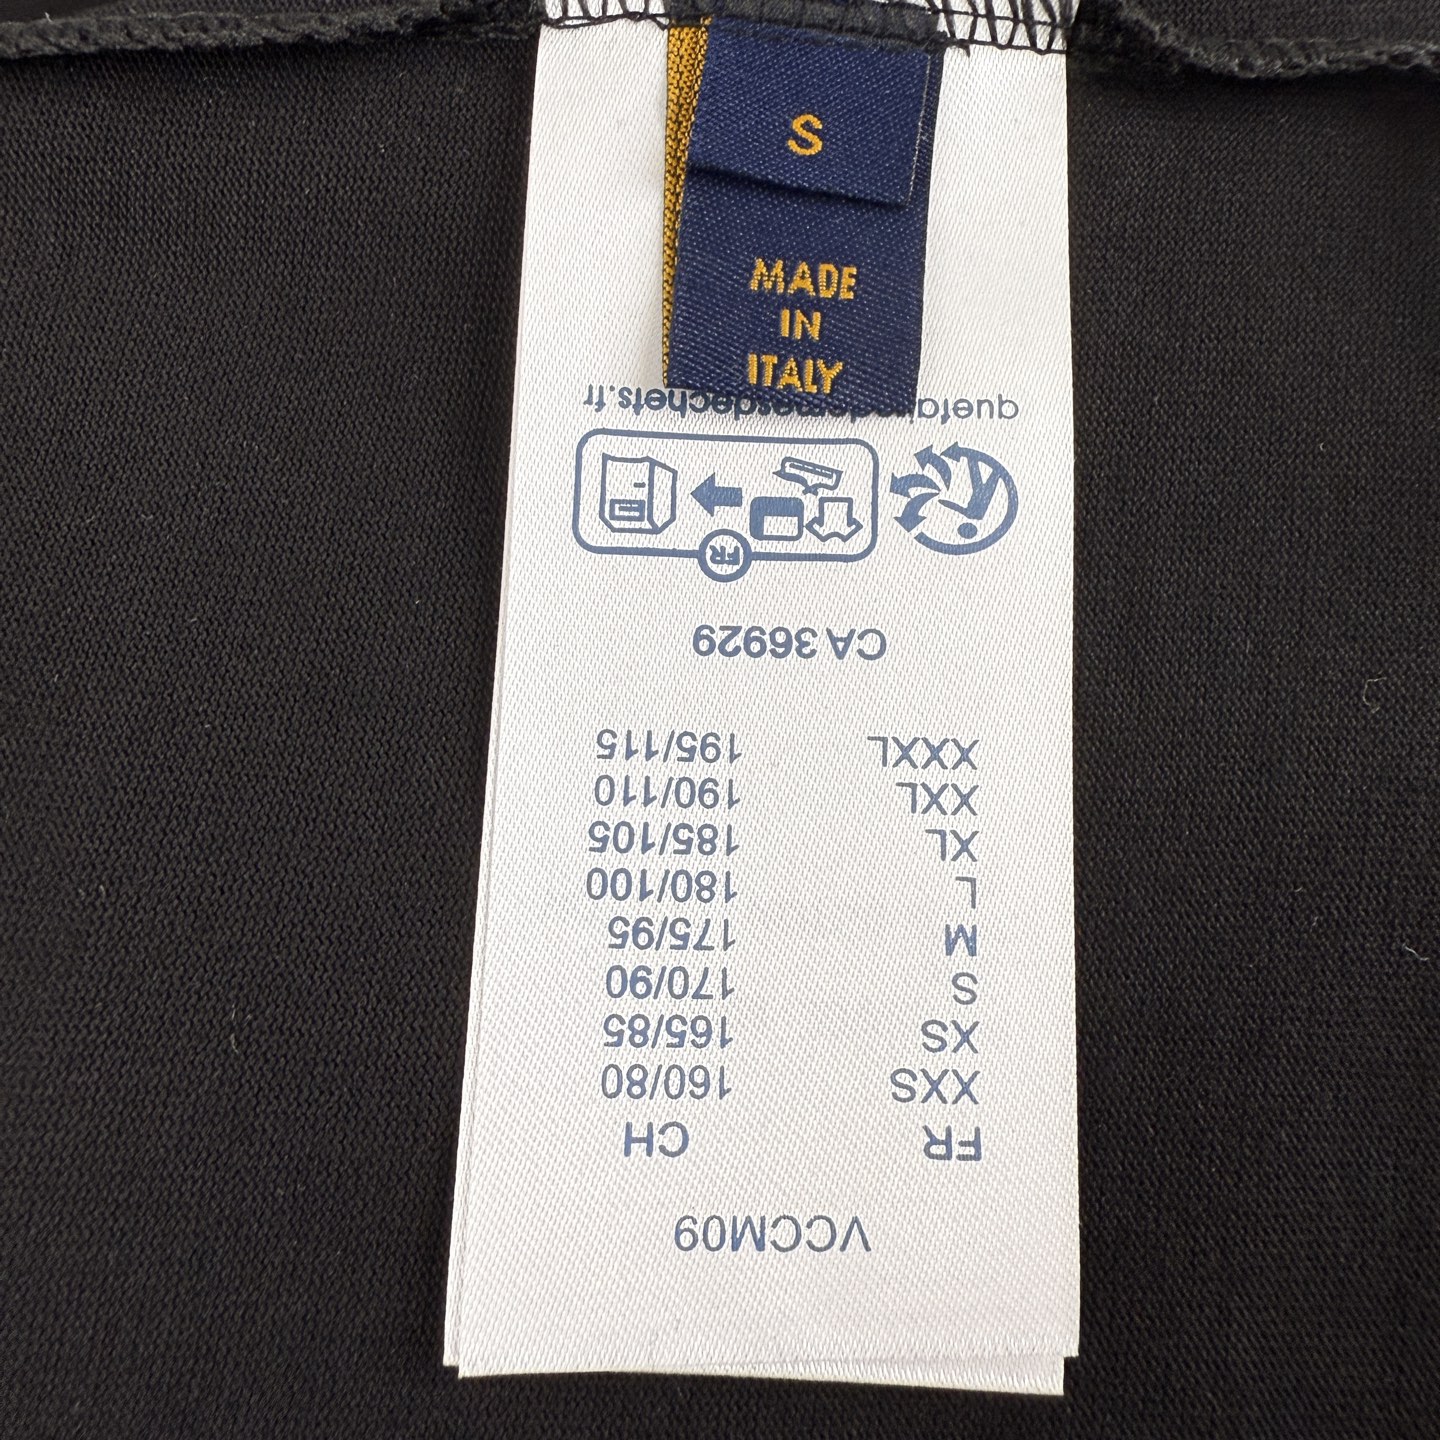 S
MADE
IN
ITALY
VCCM09
FR CH
XXS 160/80
XS 165/85
S 170/90
M 175/95
L 180/100
XL 185/105
XXL 190/110
XXXL 195/115
CA 36929
FR
quefairedemesdechets.fr